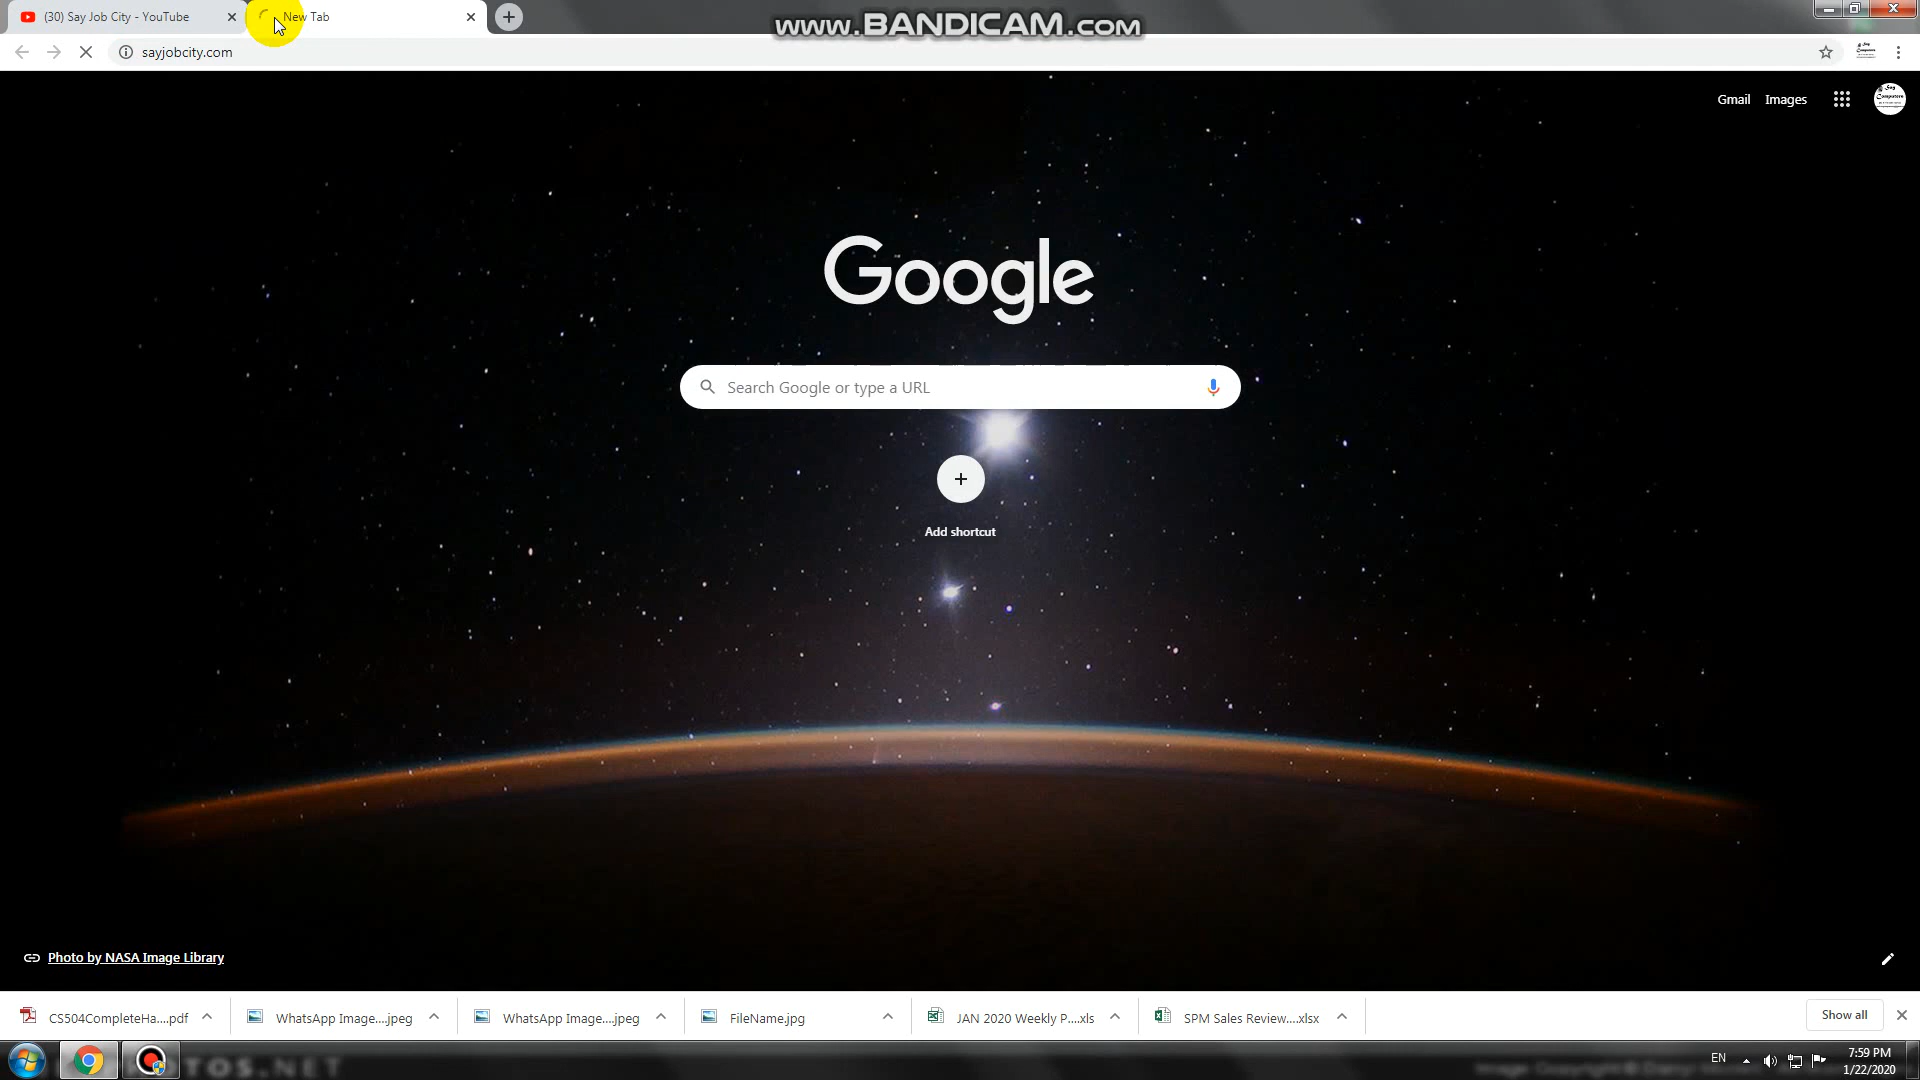 (30) Say Job City - YouTube
New Tab
www.BANDICAM.com
sayjobcity.com
Gmail
Images
Google
Search Google or type a URL
Add shortcut
Photo by NASA Image Library
CS504CompleteHa....pdf
WhatsApp Image....jpeg
WhatsApp Image....jpeg
FileName.jpg
JAN 2020 Weekly P....xls
SPM Sales Review....xlsx
Show all
OTOS.NET
EN
7:59 PM
1/22/2020